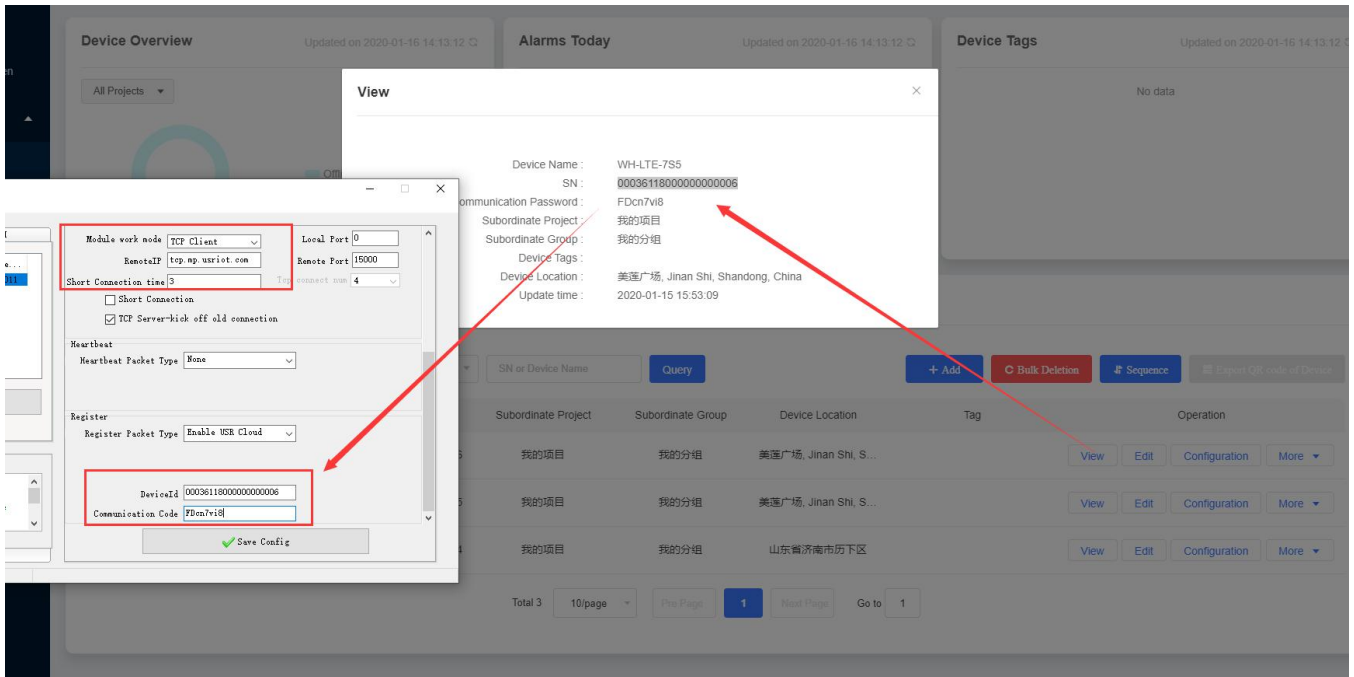 Device Overview
Updated on 2020-01-16 14:13:12
Alarms Today
Updated on 2020-01-16 14:13:12
Device Tags
Updated on 2020-01-16 14:13:12
en
All Projects
No data
View
Device Name : WH-LTE-7S5
SN : 00036118000000000006
ommunication Password : FDcn7vi8
Subordinate Project : 我的项目
Subordinate Group : 我的分组
Device Tags :
Device Location : 美莲广场, Jinan Shi, Shandong, China
Update time : 2020-01-15 15:53:09
Module work mode TCP Client Local Port 0
RemoteIP tcp.mp.usriot.com Remote Port 15000
Short Connection time 3 Tcp connect num 4
Short Connection
TCP Server-kick off old connection
Heartbeat
Heartbeat Packet Type None
Register
Register Packet Type Enable USR Cloud
DeviceId 00036118000000000006
Communication Code FDcn7vi8
Save Config
SN or Device Name Query + Add Bulk Deletion Sequence Export QR code of Device
Subordinate Project Subordinate Group Device Location Tag Operation
我的项目 我的分组 美莲广场, Jinan Shi, S... View Edit Configuration More
我的项目 我的分组 美莲广场, Jinan Shi, S... View Edit Configuration More
我的项目 我的分组 山东省济南市历下区 View Edit Configuration More
Total 3 10/page Pre Page 1 Next Page Go to 1